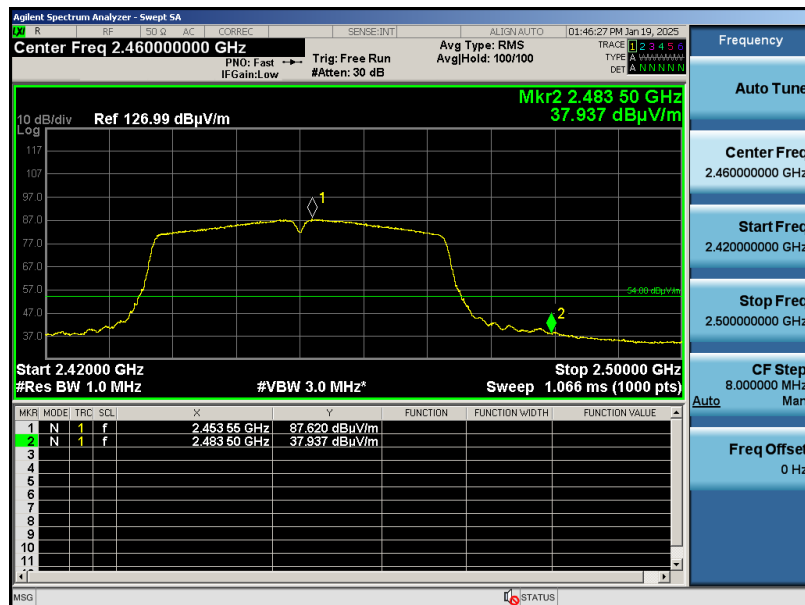 Agilent Spectrum Analyzer - Swept SA
LXI R RF 50 Ω AC CORREC SENSE:INT ALIGN AUTO 01:46:27 PM Jan 19, 2025
Center Freq 2.460000000 GHz
PNO: Fast
IFGain:Low
Trig: Free Run
#Atten: 30 dB
Avg Type: RMS
Avg|Hold: 100/100
TRACE 1 2 3 4 5 6
TYPE A WWWWW
DET A N N N N N
Mkr2 2.483 50 GHz
37.937 dBµV/m
10 dB/div Ref 126.99 dBµV/m
Log
117
107
97.0
87.0
77.0
67.0
57.0
47.0
37.0
1
54.00 dBµV/m
2
Start 2.42000 GHz Stop 2.50000 GHz
#Res BW 1.0 MHz #VBW 3.0 MHz* Sweep 1.066 ms (1000 pts)
MKR MODE TRC SCL X Y FUNCTION FUNCTION WIDTH FUNCTION VALUE
1 N 1 f 2.453 55 GHz 87.620 dBµV/m
2 N 1 f 2.483 50 GHz 37.937 dBµV/m
3
4
5
6
7
8
9
10
11
MSG STATUS
Frequency
Auto Tune
Center Freq
2.460000000 GHz
Start Freq
2.420000000 GHz
Stop Freq
2.500000000 GHz
CF Step
8.000000 MHz
Auto Man
Freq Offset
0 Hz